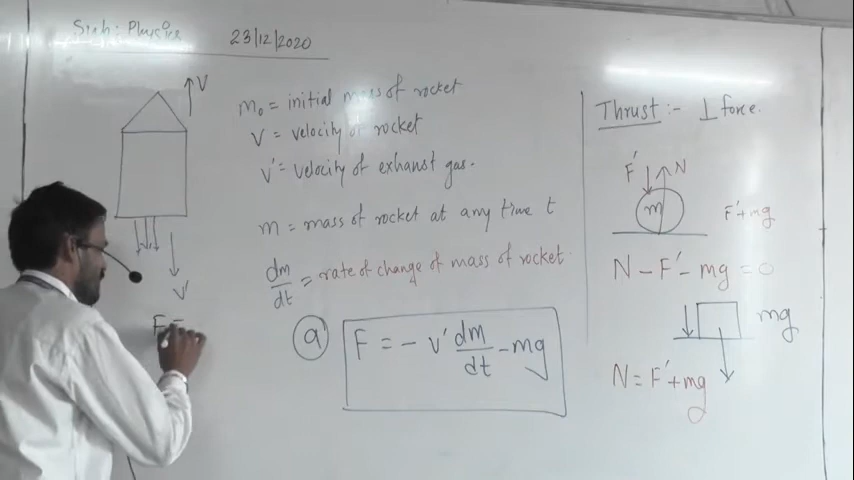 Sub: Physics
23/12/2020
V
m₀ = initial mass of rocket
V = velocity of rocket
v' = velocity of exhaust gas.
m = mass of rocket at any time t
dm/dt = rate of change of mass of rocket.
v'
F =
a
F = - v' dm/dt - mg
Thrust :- ⊥ force.
F' N
m
F'+mg
N - F' - mg = 0
mg
N = F' + mg